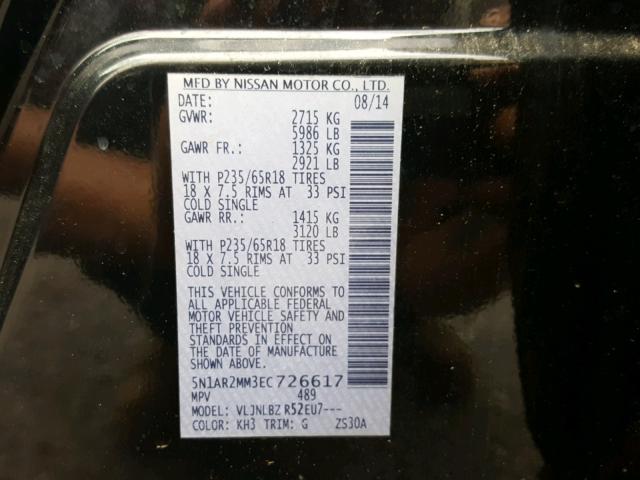 MFD BY NISSAN MOTOR CO., LTD.
DATE: 08/14
GVWR: 2715 KG
5986 LB
GAWR FR.: 1325 KG
2921 LB
WITH P235/65R18 TIRES
18 X 7.5 RIMS AT 33 PSI
COLD SINGLE
GAWR RR.: 1415 KG
3120 LB
WITH P235/65R18 TIRES
18 X 7.5 RIMS AT 33 PSI
COLD SINGLE
THIS VEHICLE CONFORMS TO
ALL APPLICABLE FEDERAL
MOTOR VEHICLE SAFETY AND
THEFT PREVENTION
STANDARDS IN EFFECT ON
THE DATE OF MANUFACTURE
SHOWN ABOVE.
5N1AR2MM3EC726617
MPV 489
MODEL: VLJNLBZ R52EU7---
COLOR: KH3 TRIM: G ZS30A